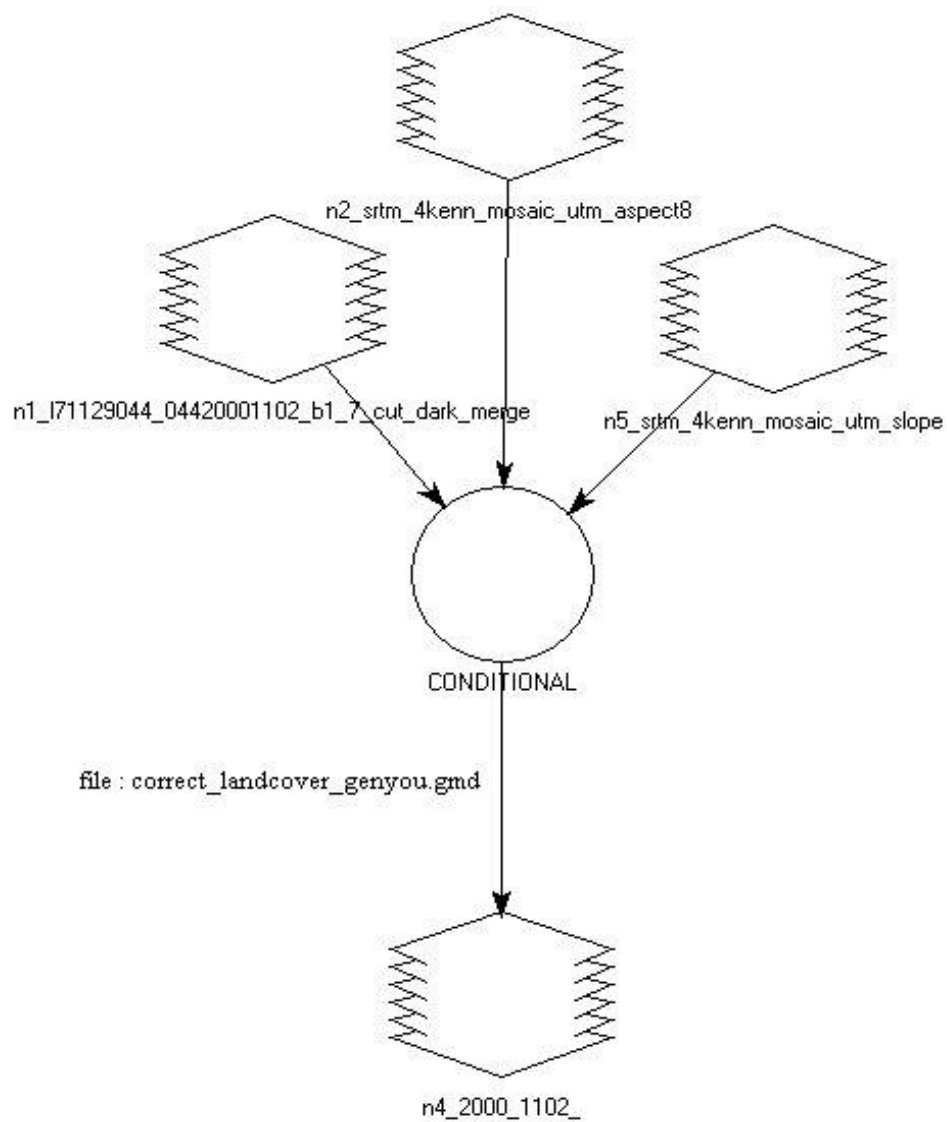 n2_srtm_4kenn_mosaic_utm_aspect8
n1_l71129044_04420001102_b1_7_cut_dark_merge
n5_srtm_4kenn_mosaic_utm_slope
CONDITIONAL
file : correct_landcover_genyou.gmd
n4_2000_1102_